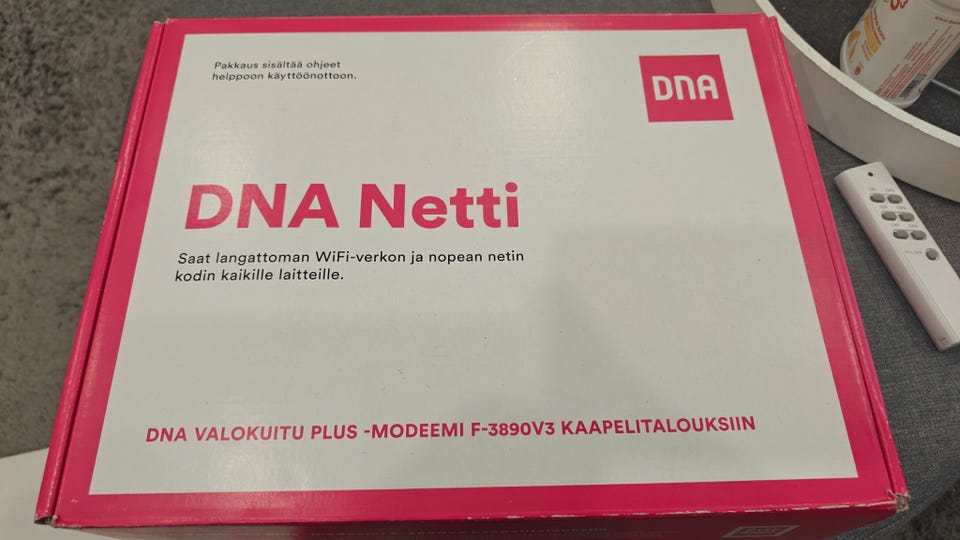 Pakkaus sisältää ohjeet
helppoon käyttöönottoon.
DNA
DNA Netti
Saat langattoman WiFi-verkon ja nopean netin
kodin kaikille laitteille.
DNA VALOKUITU PLUS -MODEEMI F-3890V3 KAAPELITALOUKSIIN